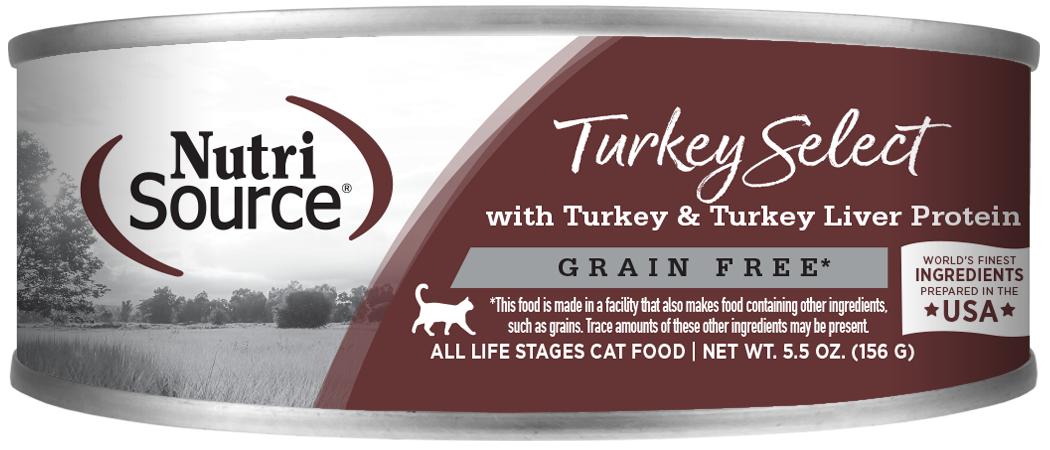 Nutri
Source®
Turkey Select
with Turkey & Turkey Liver Protein
GRAIN FREE*
*This food is made in a facility that also makes food containing other ingredients,
such as grains. Trace amounts of these other ingredients may be present.
ALL LIFE STAGES CAT FOOD | NET WT. 5.5 OZ. (156 G)
WORLD'S FINEST
INGREDIENTS
PREPARED IN THE
★USA★